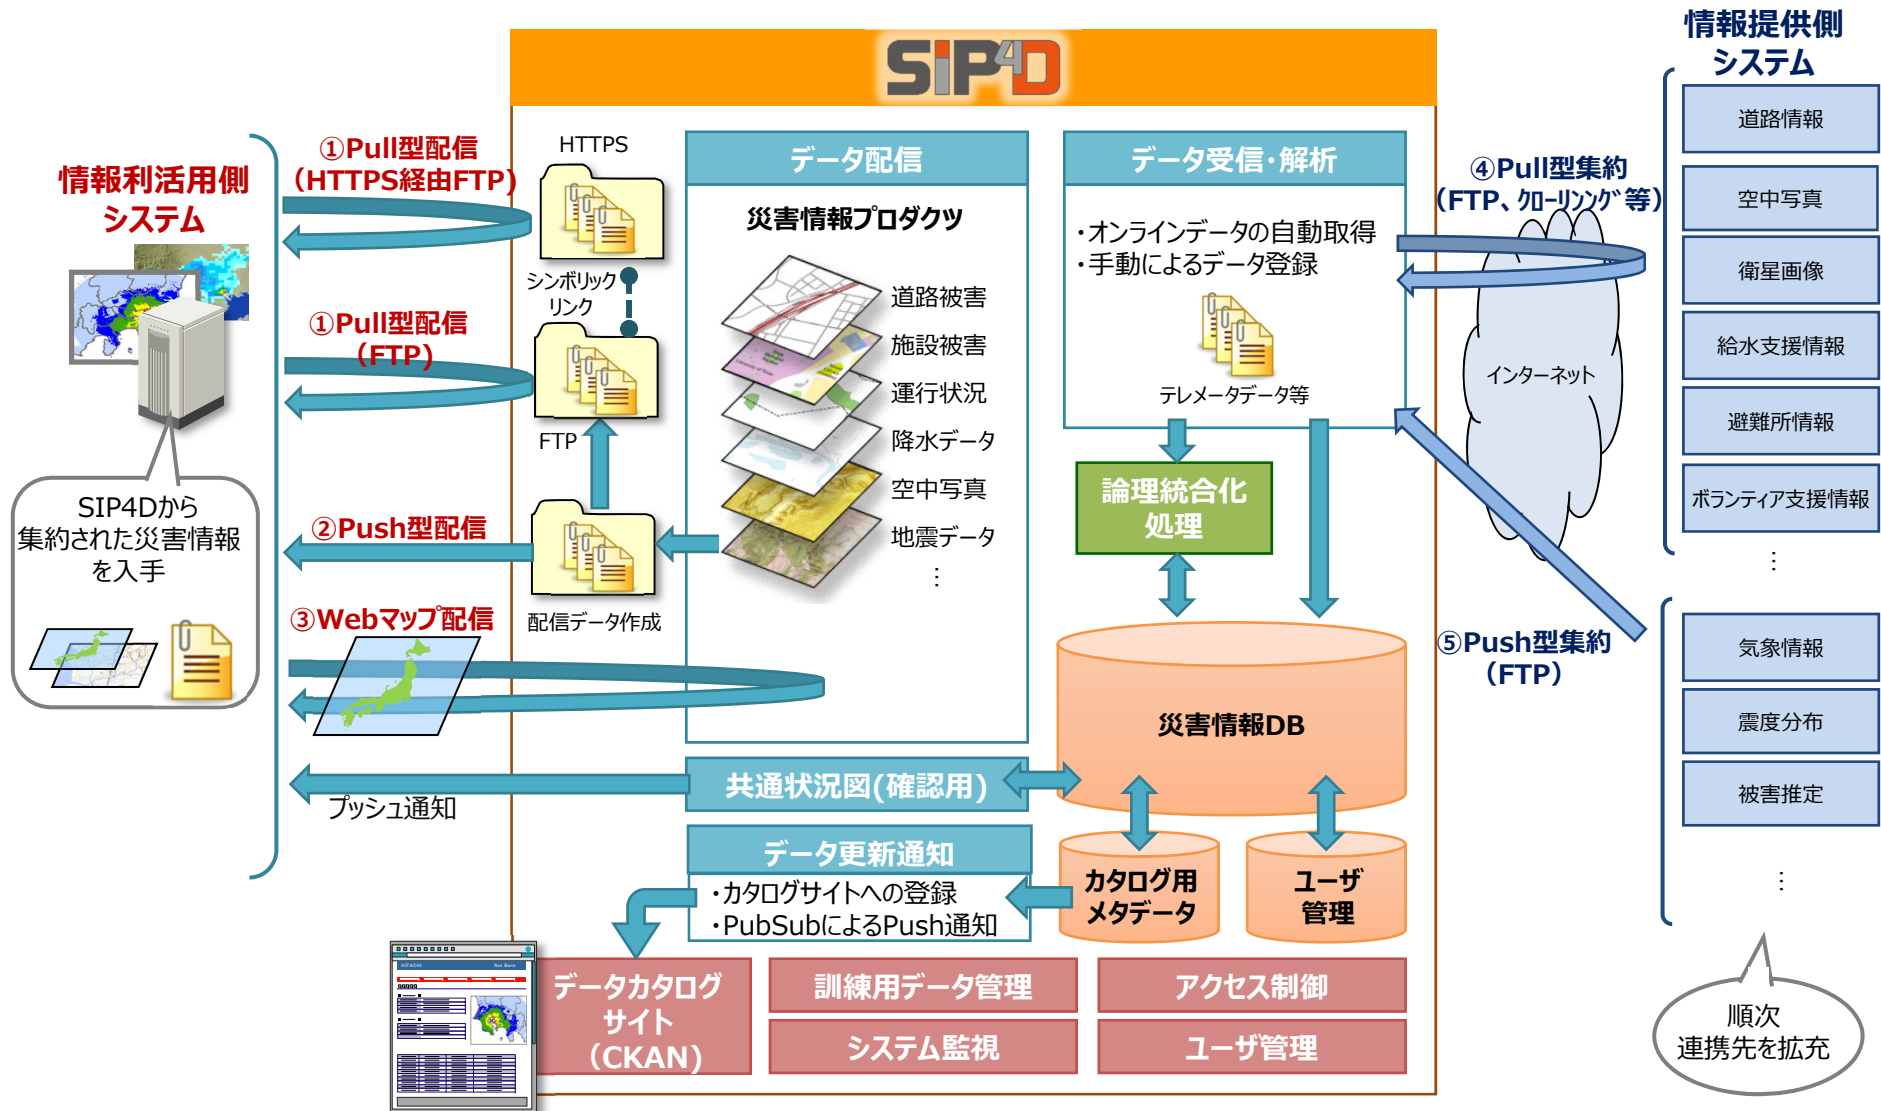 SIP4D
情報提供側
システム
道路情報
空中写真
衛星画像
給水支援情報
避難所情報
ボランティア支援情報
⋮
気象情報
震度分布
被害推定
⋮
順次
連携先を拡充
④Pull型集約
（FTP、クローリンング等）
インターネット
⑤Push型集約
（FTP）
情報利活用側
システム
SIP4Dから
集約された災害情報
を入手
①Pull型配信
（HTTPS経由FTP)
①Pull型配信
（FTP）
②Push型配信
③Webマップ配信
プッシュ通知
HTTPS
シンボリック
リンク
FTP
配信データ作成
データ配信
災害情報プロダクツ
道路被害
施設被害
運行状況
降水データ
空中写真
地震データ
⋮
データ受信・解析
・オンラインデータの自動取得
・手動によるデータ登録
テレメータデータ等
論理統合化
処理
災害情報DB
共通状況図(確認用)
データ更新通知
・カタログサイトへの登録
・PubSubによるPush通知
カタログ用
メタデータ
ユーザ
管理
HITACHI
データカタログ
サイト
（CKAN）
訓練用データ管理
アクセス制御
システム監視
ユーザ管理